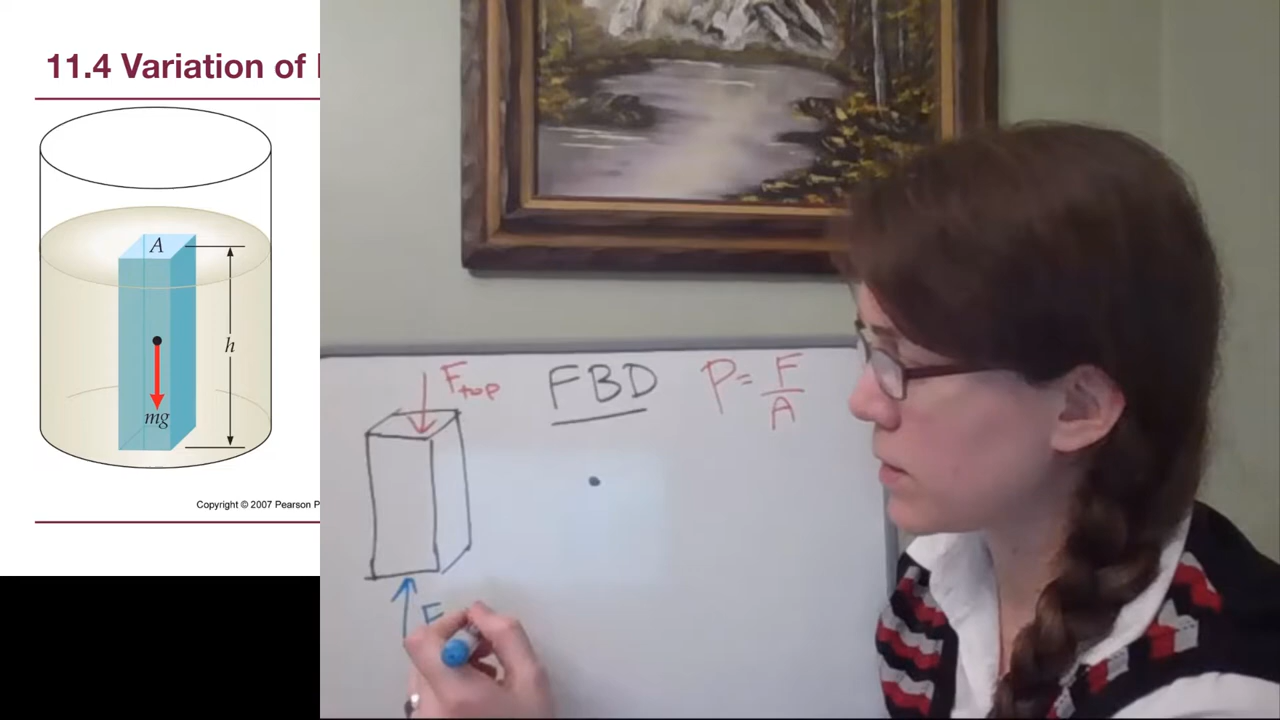 11.4 Variation of
A
h
mg
Copyright © 2007 Pearson P
F top
FBD
P = F/A
F